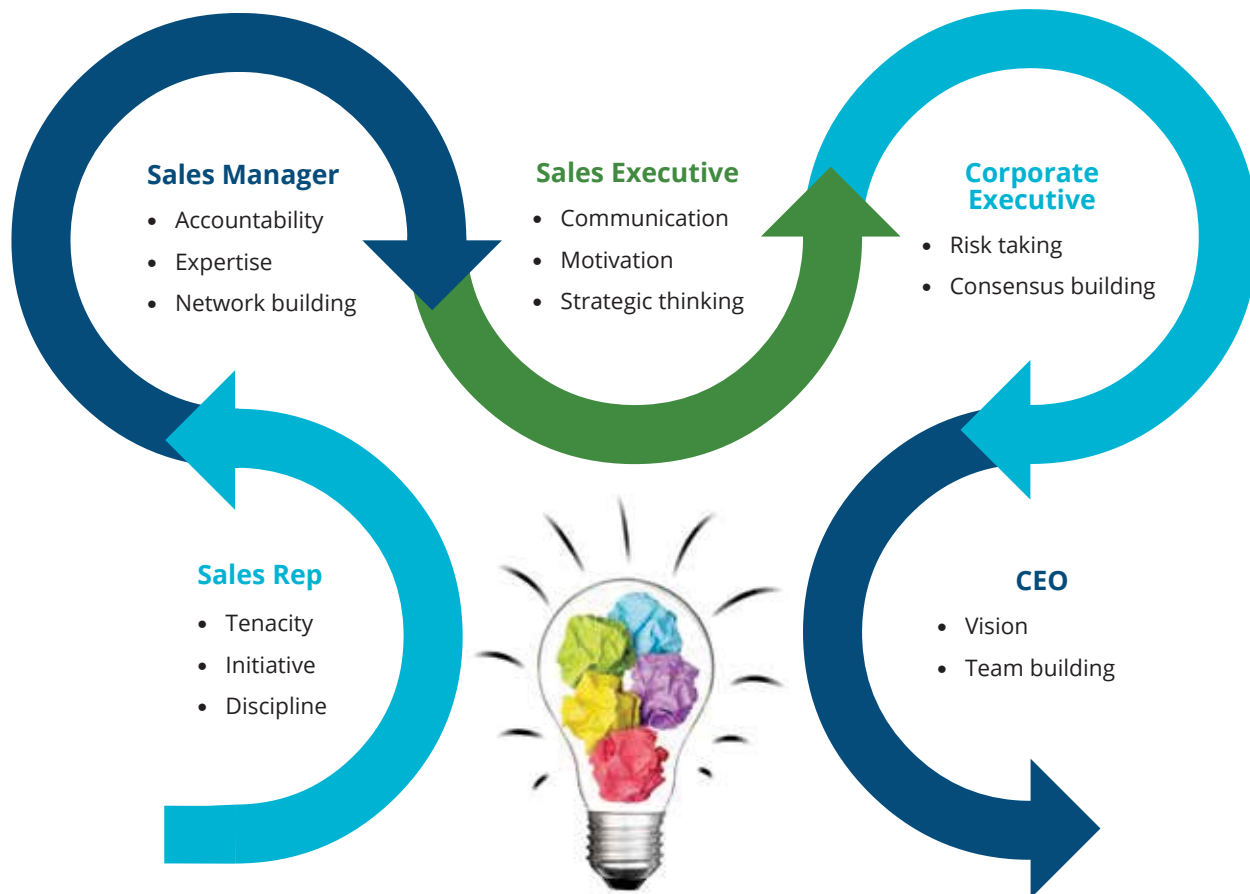 Sales Manager
• Accountability
• Expertise
• Network building
Sales Executive
• Communication
• Motivation
• Strategic thinking
Corporate
Executive
• Risk taking
• Consensus building
Sales Rep
• Tenacity
• Initiative
• Discipline
CEO
• Vision
• Team building